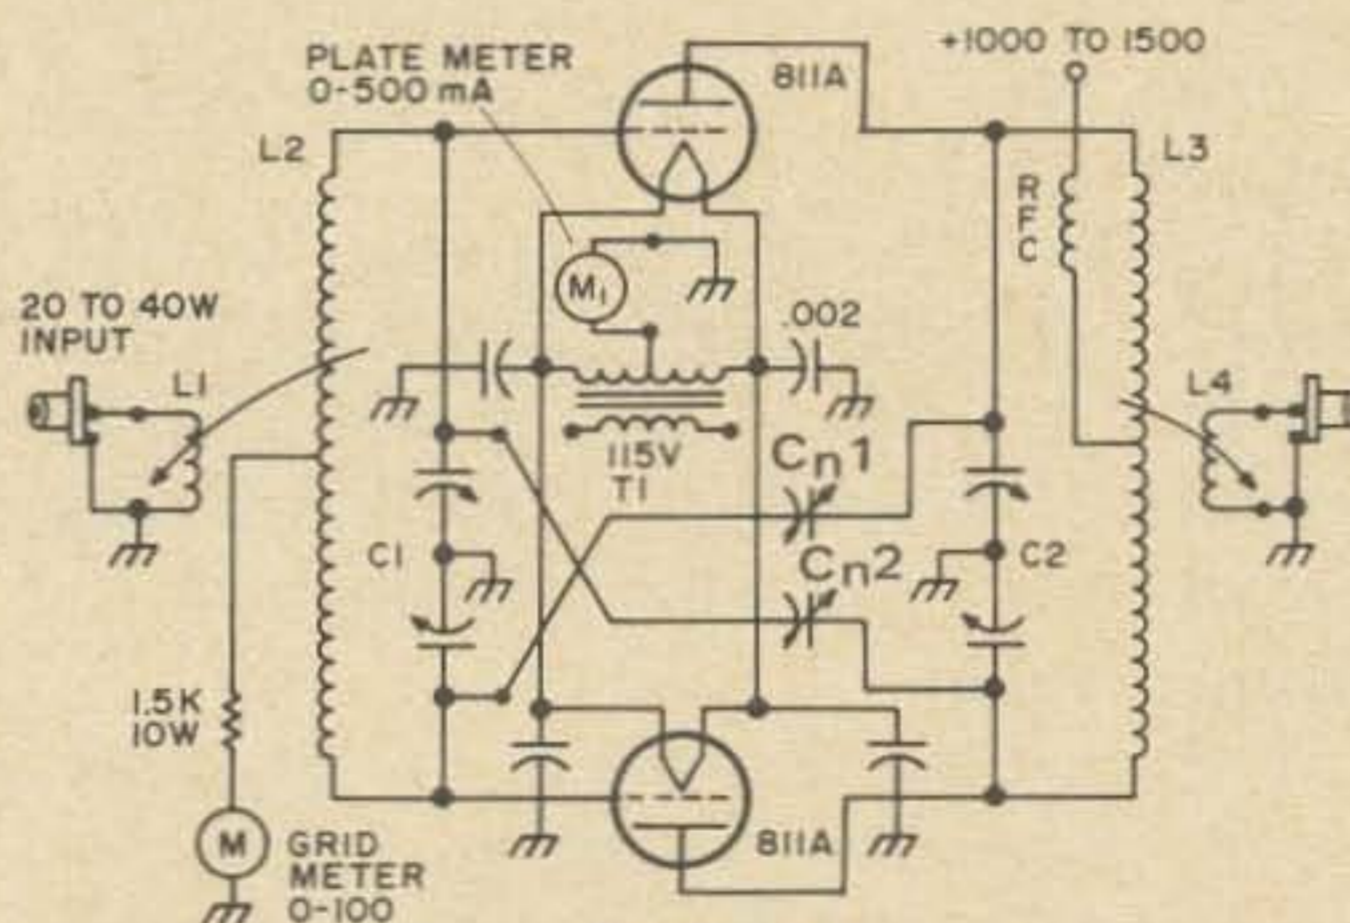 PLATE METER
0-500 mA
811A
+1000 TO 1500
L2
L3
RFC
20 TO 40W
INPUT
L1
M1
.002
L4
115V
T1
Cn1
C1
Cn2
C2
1.5K
10W
M
GRID
METER
0-100
811A